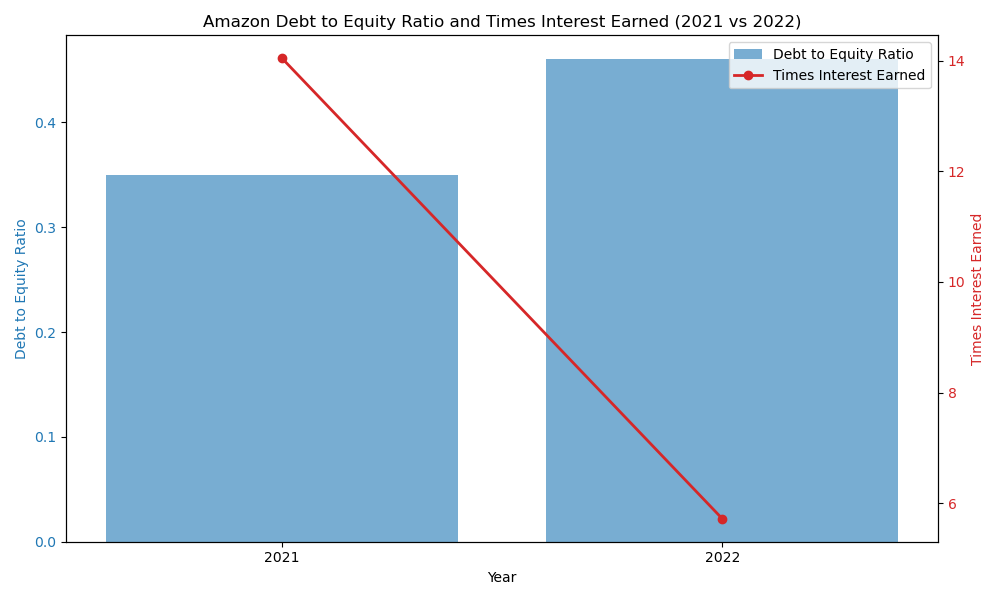 Amazon Debt to Equity Ratio and Times Interest Earned (2021 vs 2022)
Debt to Equity Ratio
Times Interest Earned
Debt to Equity Ratio
0.4
0.3
0.2
0.1
0.0
14
12
10
8
6
Times Interest Earned
2021
2022
Year